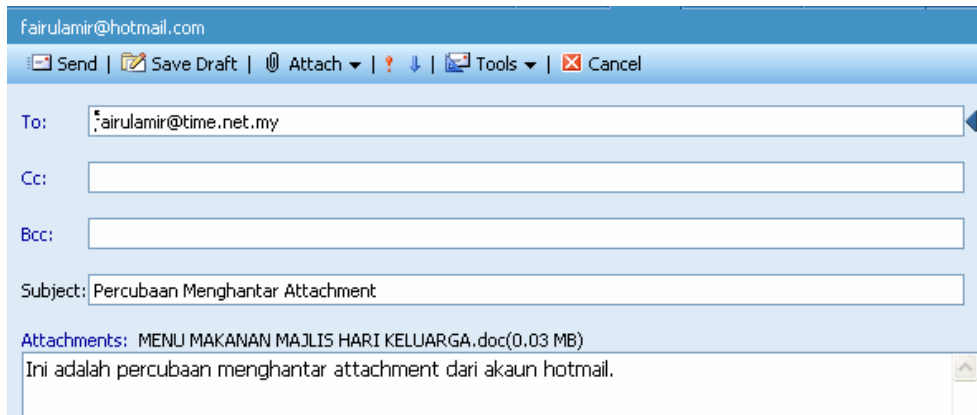 fairulamir@hotmail.com
Send | Save Draft | Attach | Tools | Cancel
To: fairulamir@time.net.my
Cc:
Bcc:
Subject: Percubaan Menghantar Attachment
Attachments: MENU MAKANAN MAJLIS HARI KELUARGA.doc(0.03 MB)
Ini adalah percubaan menghantar attachment dari akaun hotmail.